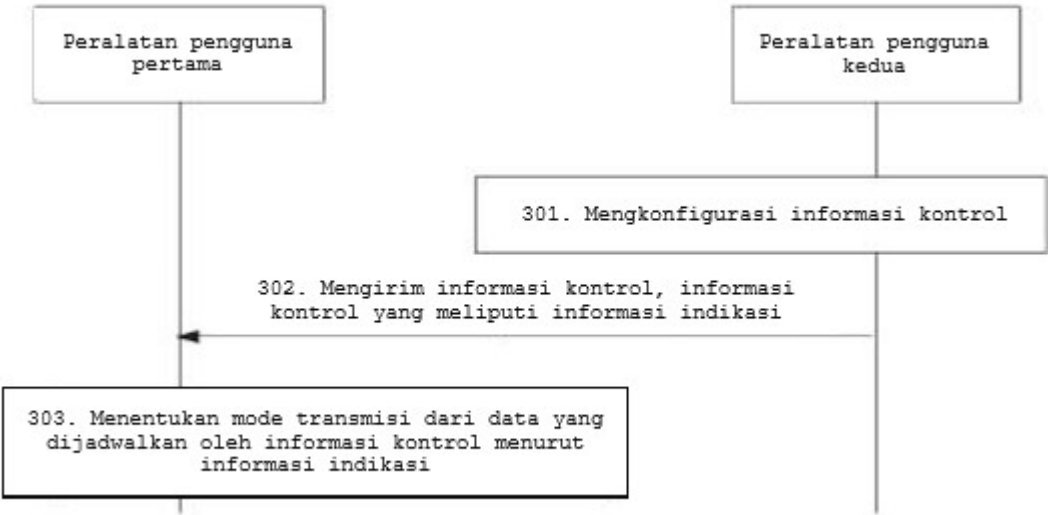 Peralatan pengguna
pertama
Peralatan pengguna
kedua
301. Mengkonfigurasi informasi kontrol
302. Mengirim informasi kontrol, informasi
kontrol yang meliputi informasi indikasi
303. Menentukan mode transmisi dari data yang
dijadwalkan oleh informasi kontrol menurut
informasi indikasi